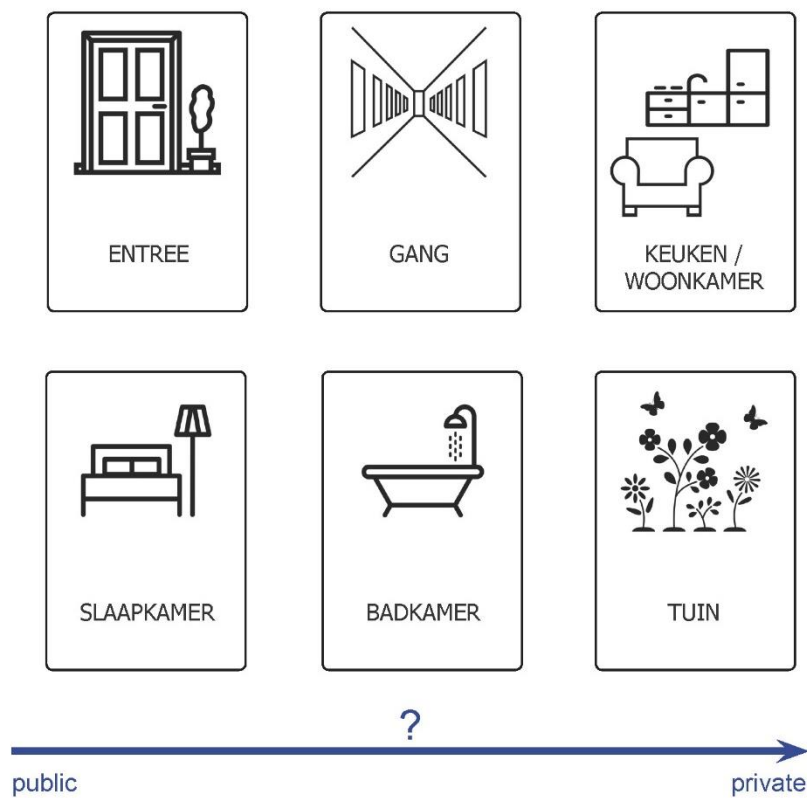 ENTREE
GANG
KEUKEN /
WOONKAMER
SLAAPKAMER
BADKAMER
TUIN
?
public
private